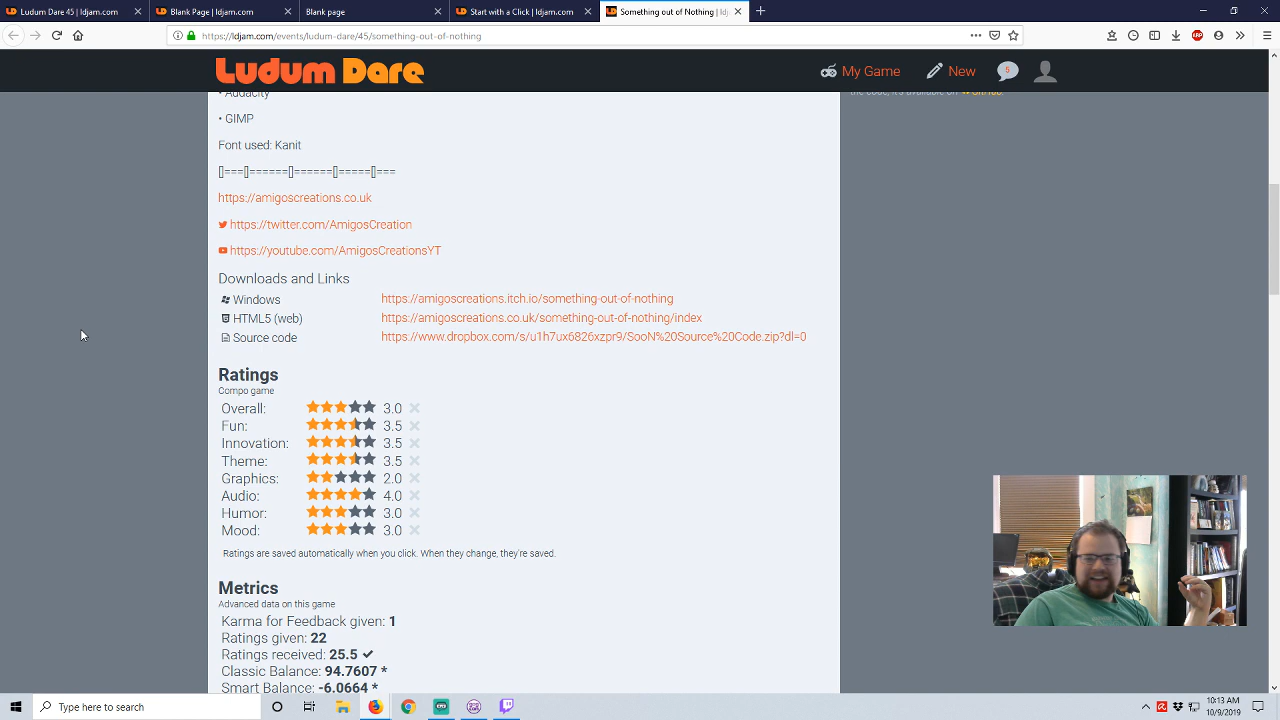 Ludum Dare 45 | ldjam.com
Blank Page | ldjam.com
Blank page
Start with a Click | ldjam.com
Something out of Nothing | ld
https://ldjam.com/events/ludum-dare/45/something-out-of-nothing
Ludum Dare
My Game
New
5
• Audacity
the code, it's available on GitHub.
• GIMP
Font used: Kanit
[]===[]======[]======[]=====[]===
https://amigoscreations.co.uk
https://twitter.com/AmigosCreation
https://youtube.com/AmigosCreationsYT
Downloads and Links
Windows https://amigoscreations.itch.io/something-out-of-nothing
HTML5 (web) https://amigoscreations.co.uk/something-out-of-nothing/index
Source code https://www.dropbox.com/s/u1h7ux6826xzpr9/SooN%20Source%20Code.zip?dl=0
Ratings
Compo game
Overall: 3.0
Fun: 3.5
Innovation: 3.5
Theme: 3.5
Graphics: 2.0
Audio: 4.0
Humor: 3.0
Mood: 3.0
Ratings are saved automatically when you click. When they change, they're saved.
Metrics
Advanced data on this game
Karma for Feedback given: 1
Ratings given: 22
Ratings received: 25.5 ✔
Classic Balance: 94.7607 *
Smart Balance: -6.0664 *
Type here to search
10:13 AM
10/9/2019